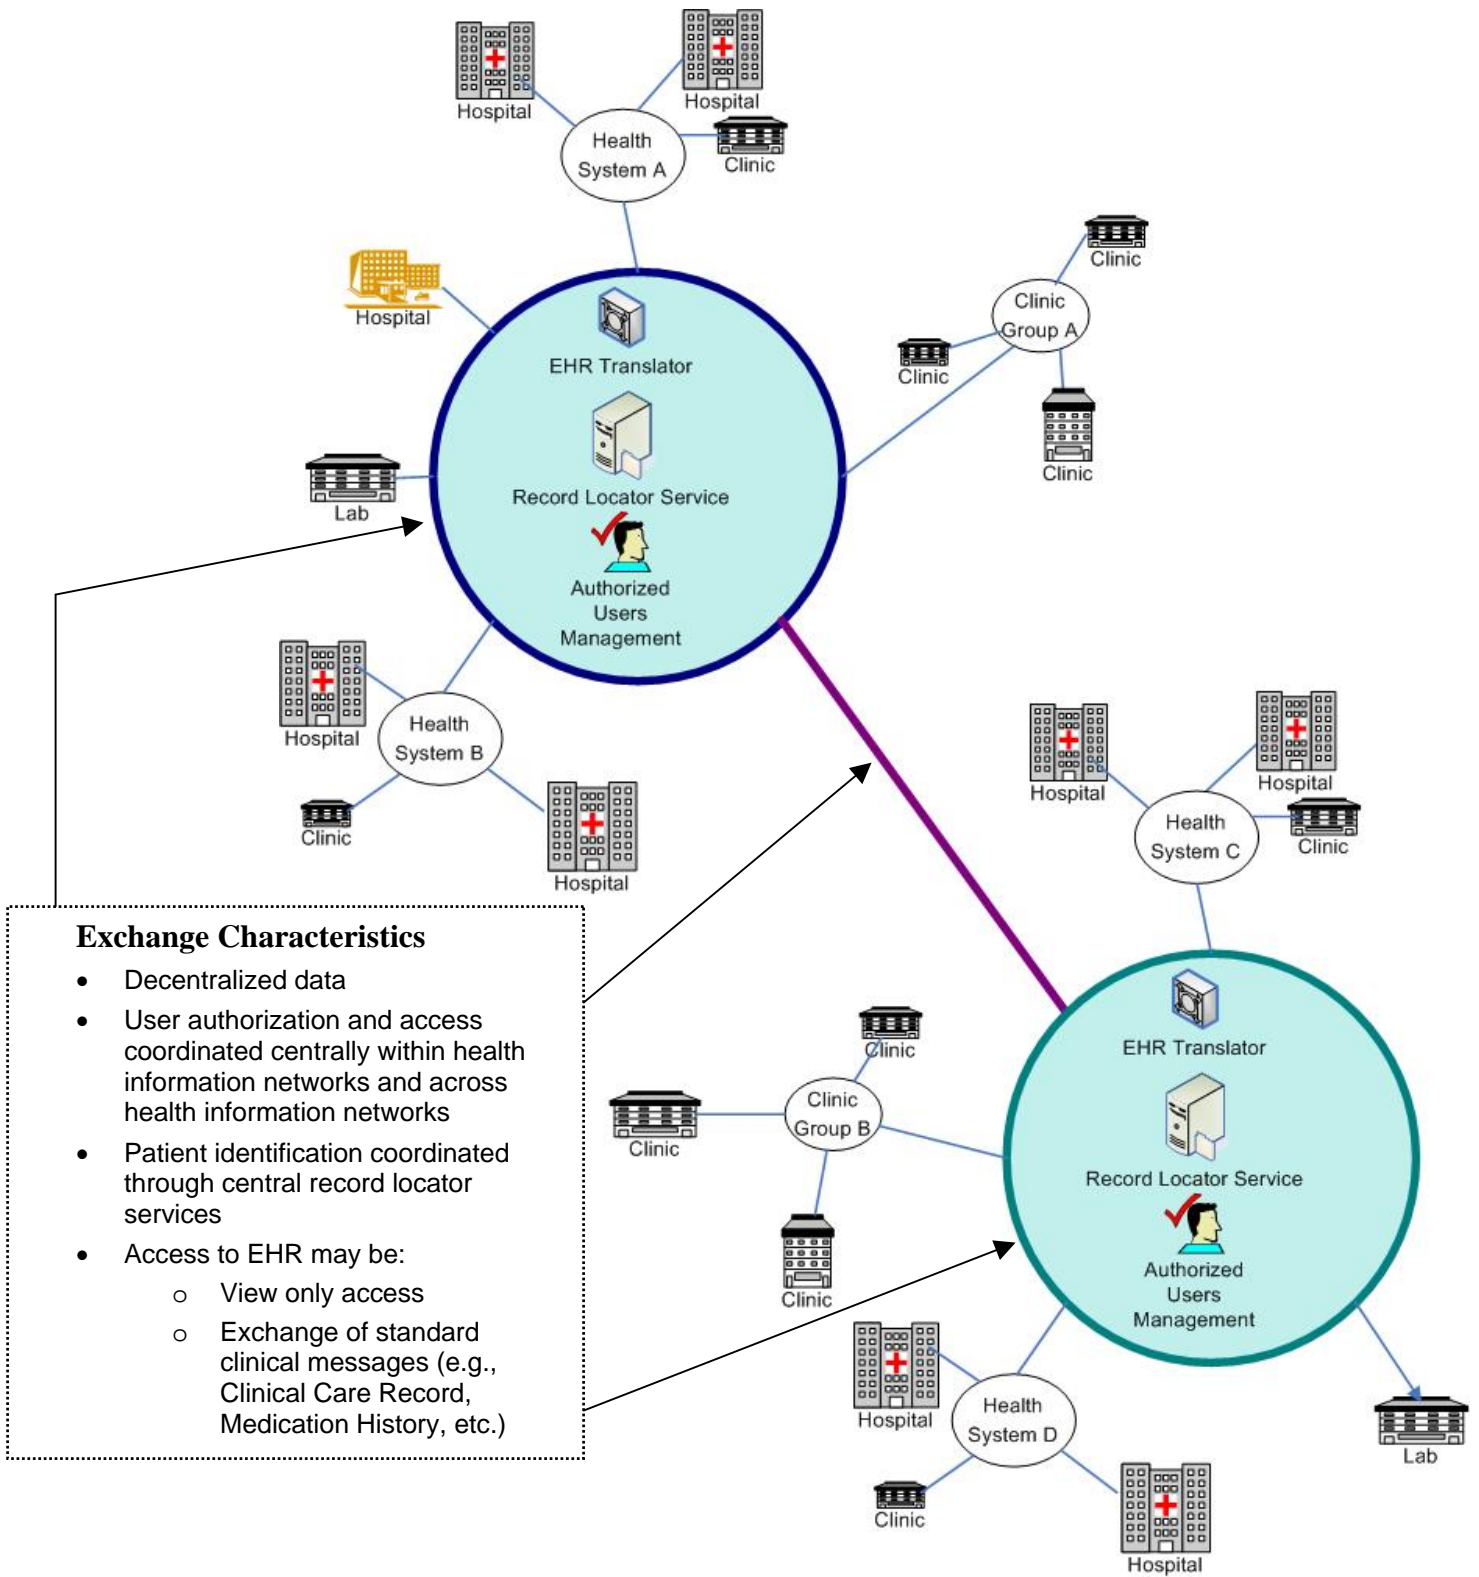 Hospital
Hospital
Health
System A
Clinic
Clinic
Hospital
Clinic
Group A
Clinic
Clinic
EHR Translator
Record Locator Service
Authorized
Users
Management
Lab
Health
System B
Hospital
Clinic
Hospital
Hospital
Hospital
Health
System C
Clinic
Exchange Characteristics
• Decentralized data
• User authorization and access
coordinated centrally within health
information networks and across
health information networks
• Patient identification coordinated
through central record locator
services
• Access to EHR may be:
o View only access
o Exchange of standard
clinical messages (e.g.,
Clinical Care Record,
Medication History, etc.)
Clinic
Clinic
Group B
Clinic
Clinic
EHR Translator
Record Locator Service
Authorized
Users
Management
Hospital
Health
System D
Clinic
Hospital
Lab